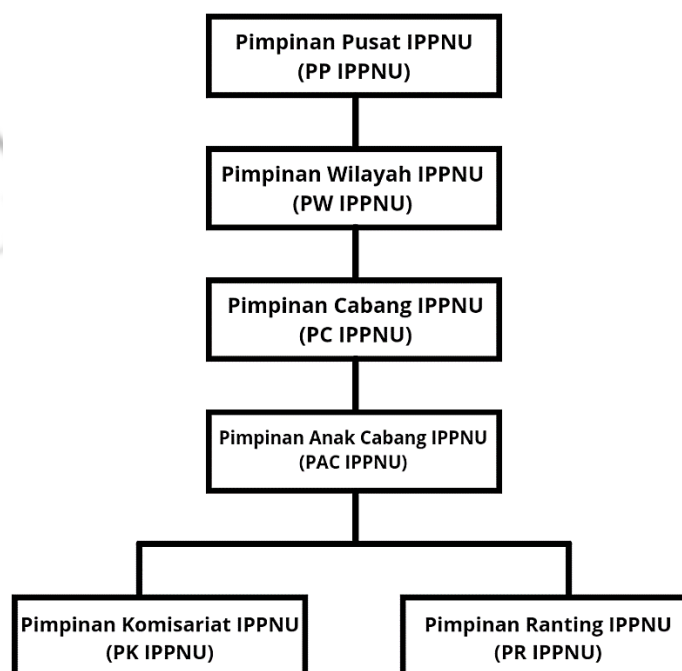 Pimpinan Pusat IPPNU
(PP IPPNU)
Pimpinan Wilayah IPPNU
(PW IPPNU)
Pimpinan Cabang IPPNU
(PC IPPNU)
Pimpinan Anak Cabang IPPNU
(PAC IPPNU)
Pimpinan Komisariat IPPNU
(PK IPPNU)
Pimpinan Ranting IPPNU
(PR IPPNU)